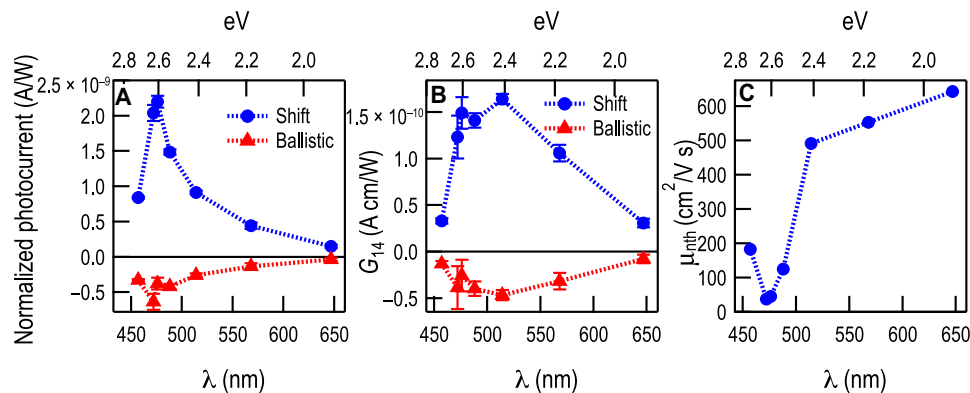 eV eV eV
2.8 2.6 2.4 2.2 2.0 2.8 2.6 2.4 2.2 2.0 2.8 2.6 2.4 2.2 2.0
Normalized photocurrent (A/W)
2.5 × 10⁻⁹
2.0
1.5
1.0
0.5
0.0
−0.5
A
Shift
Ballistic
450 500 550 600 650
λ (nm)
G₁₄ (A cm/W)
1.5 × 10⁻¹⁰
1.0
0.5
0.0
−0.5
B
Shift
Ballistic
450 500 550 600 650
λ (nm)
μₙₜₕ (cm²/V s)
600
500
400
300
200
100
0
C
450 500 550 600 650
λ (nm)